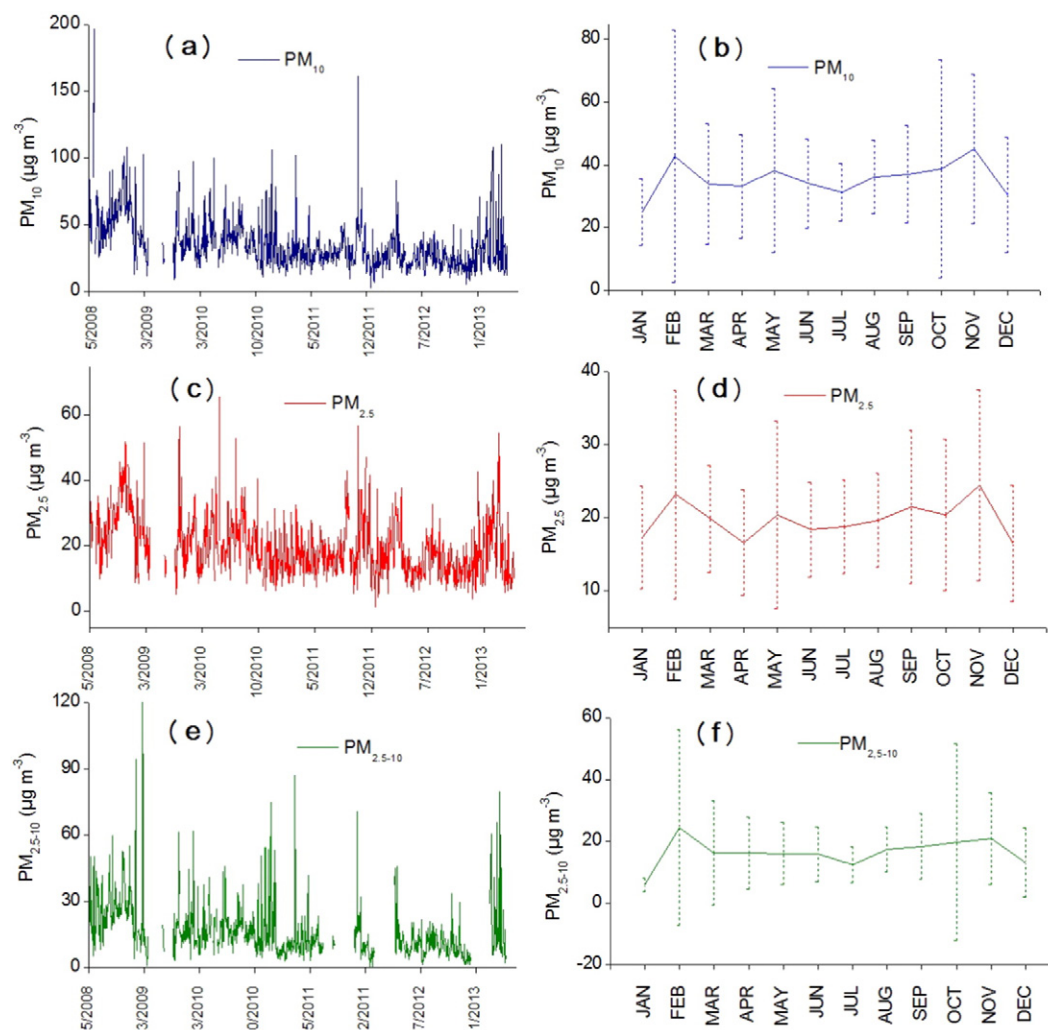 (a)
PM10
PM10 (µg m-3)
200
150
100
50
0
5/2008
3/2009
3/2010
10/2010
5/2011
12/2011
7/2012
1/2013
(b)
PM10
PM10 (µg m-3)
80
60
40
20
0
JAN
FEB
MAR
APR
MAY
JUN
JUL
AUG
SEP
OCT
NOV
DEC
(c)
PM2.5
PM2.5 (µg m-3)
60
40
20
0
5/2008
3/2009
3/2010
10/2010
5/2011
12/2011
7/2012
1/2013
(d)
PM2.5
PM2.5 (µg m-3)
40
30
20
10
JAN
FEB
MAR
APR
MAY
JUN
JUL
AUG
SEP
OCT
NOV
DEC
(e)
PM2.5-10
PM2.5-10 (µg m-3)
120
90
60
30
0
5/2008
3/2009
3/2010
0/2010
5/2011
2/2011
7/2012
1/2013
(f)
PM2.5-10
PM2.5-10 (µg m-3)
60
40
20
0
-20
JAN
FEB
MAR
APR
MAY
JUN
JUL
AUG
SEP
OCT
NOV
DEC